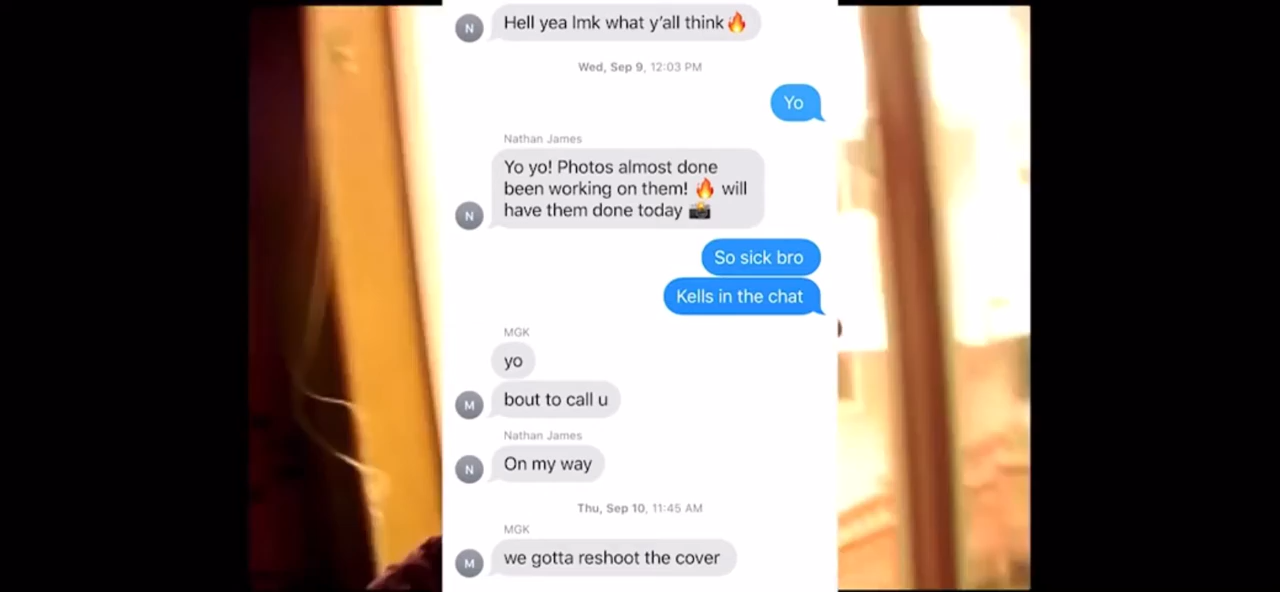 Hell yea lmk what y'all think🔥
N
Wed, Sep 9, 12:03 PM
Yo
Nathan James
Yo yo! Photos almost done
been working on them! 🔥 will
have them done today 📸
N
So sick bro
Kells in the chat
MGK
yo
bout to call u
M
Nathan James
On my way
N
Thu, Sep 10, 11:45 AM
MGK
we gotta reshoot the cover
M